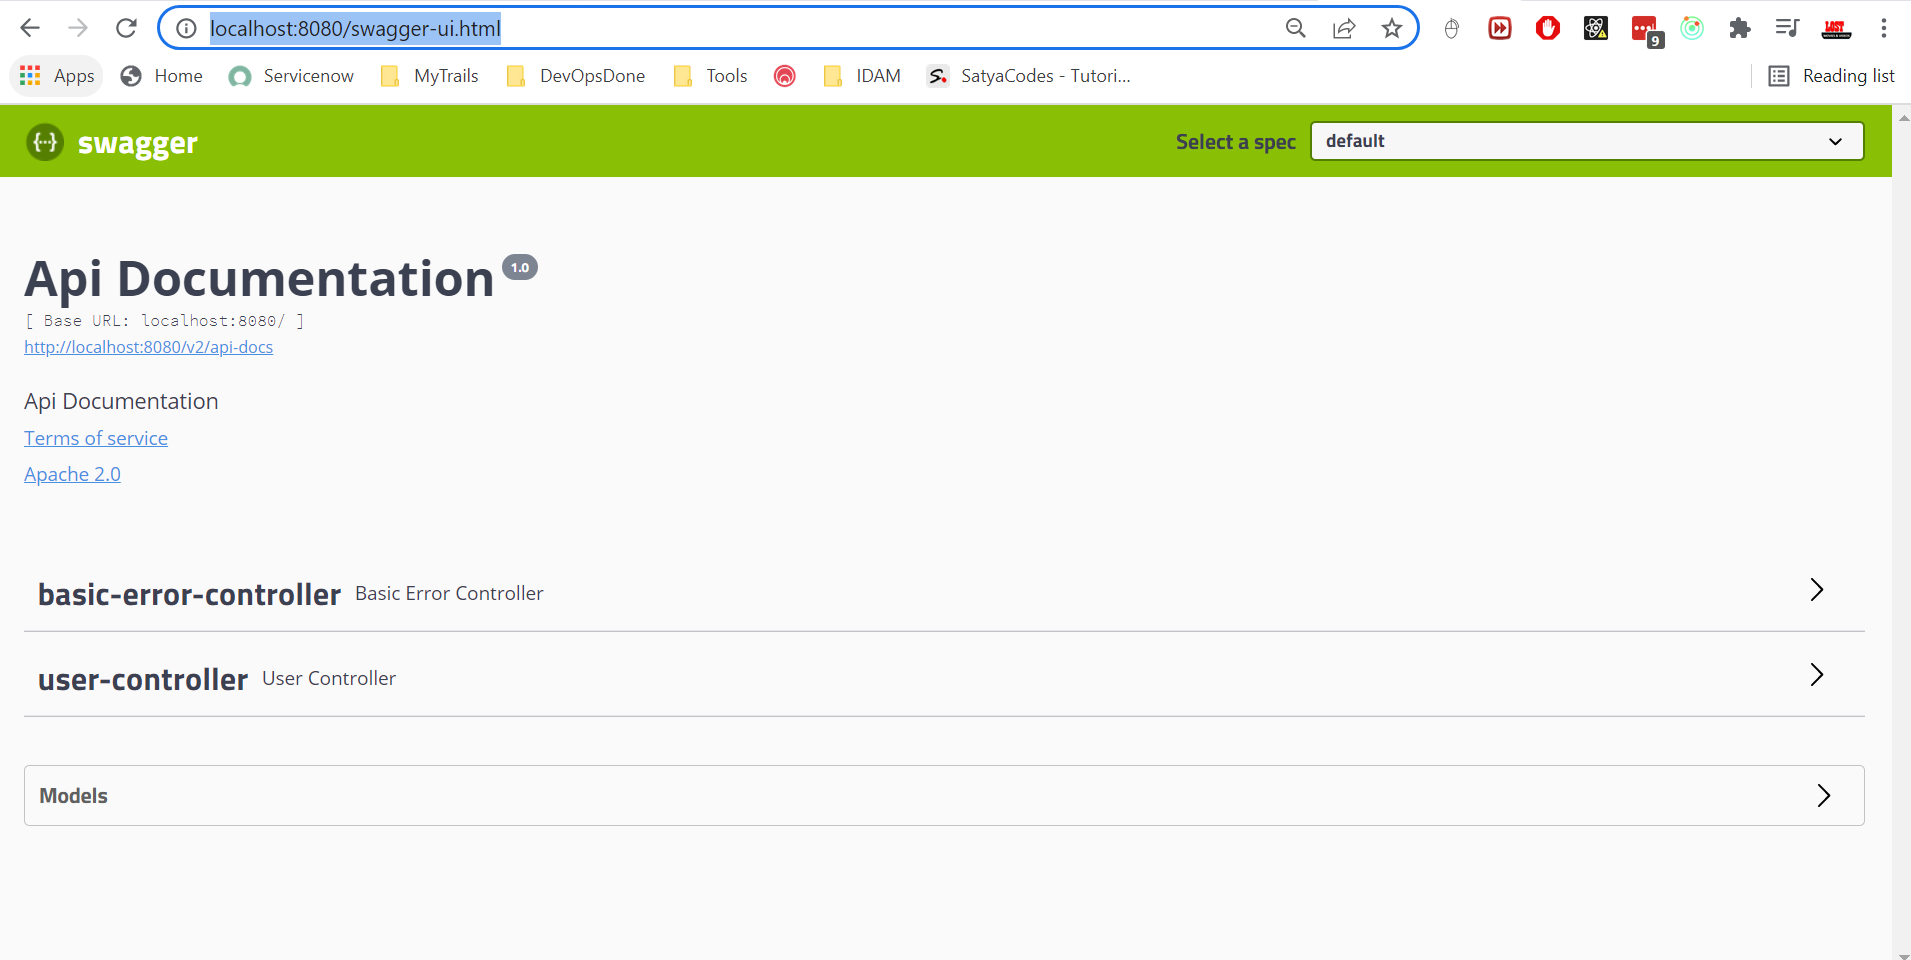 localhost:8080/swagger-ui.html
9
LOST
Apps Home Servicenow MyTrails DevOpsDone Tools IDAM SatyaCodes - Tutori... Reading list
swagger Select a spec default
Api Documentation 1.0
[ Base URL: localhost:8080/ ]
http://localhost:8080/v2/api-docs
Api Documentation
Terms of service
Apache 2.0
basic-error-controller Basic Error Controller
user-controller User Controller
Models